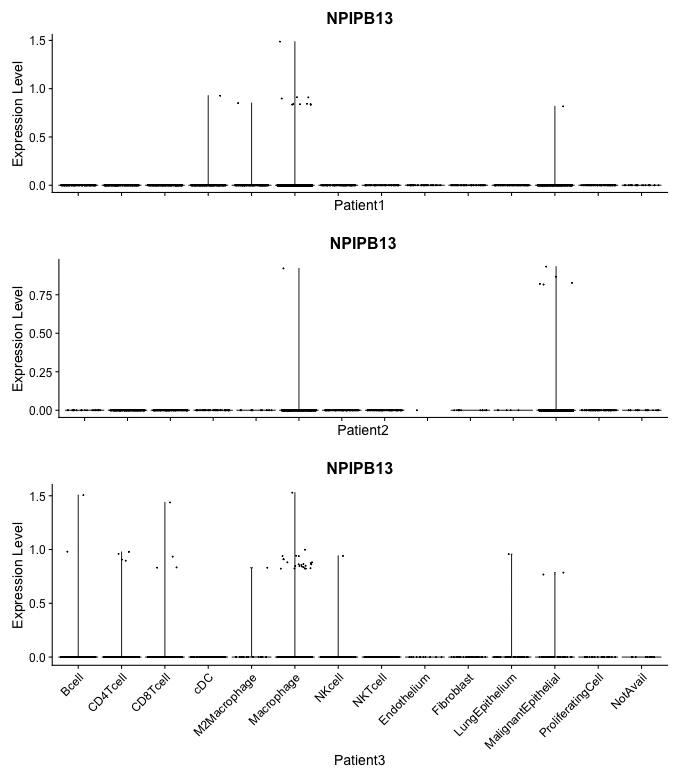 NPIPB13
Expression Level
1.5
1.0
0.5
0.0
Patient1
NPIPB13
Expression Level
0.75
0.50
0.25
0.00
Patient2
NPIPB13
Expression Level
1.5
1.0
0.5
0.0
Bcell
CD4Tcell
CD8Tcell
cDC
M2Macrophage
Macrophage
NKcell
NKTcell
Endothelium
Fibroblast
LungEpithelium
MalignantEpithelial
ProliferatingCell
NotAvail
Patient3